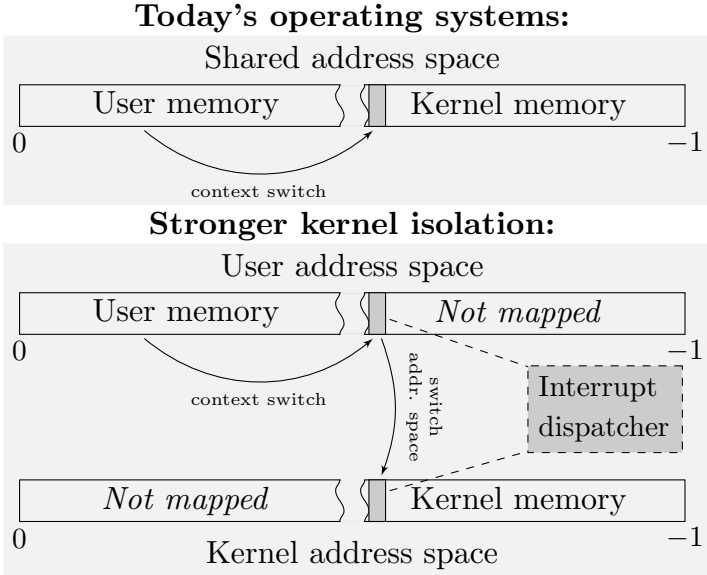 Today's operating systems:
Shared address space
User memory
Kernel memory
0
−1
context switch
Stronger kernel isolation:
User address space
User memory
Not mapped
0
−1
context switch
switch
addr. space
Interrupt
dispatcher
Not mapped
Kernel memory
0
−1
Kernel address space